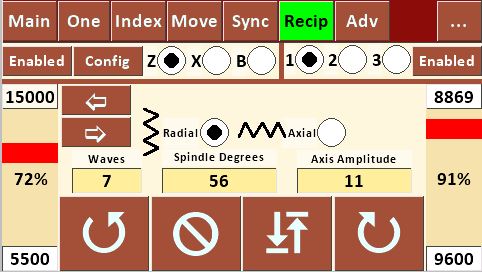 Main One Index Move Sync Recip Adv ...
Enabled Config Z X B 1 2 3 Enabled
15000 8869
Radial Axial
Waves Spindle Degrees Axis Amplitude
72% 7 56 11 91%
5500 9600